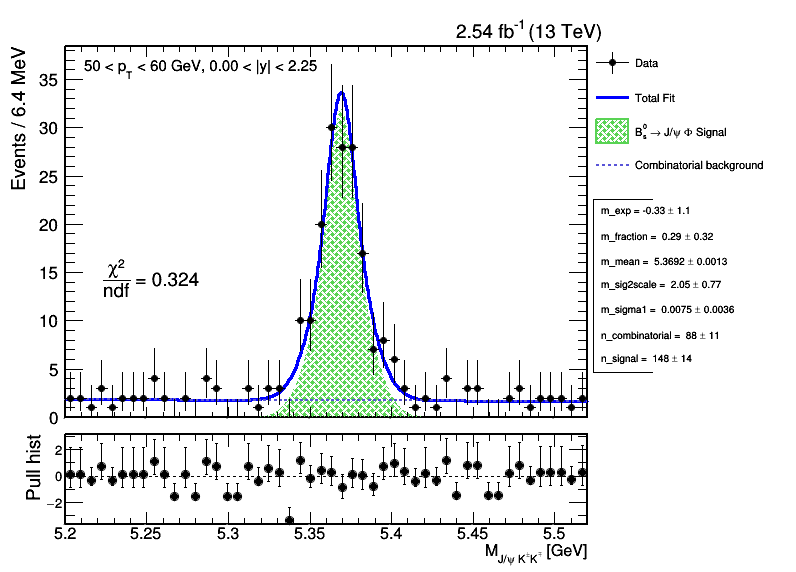 2.54 fb⁻¹ (13 TeV)
Events / 6.4 MeV
50 < p_T < 60 GeV, 0.00 < |y| < 2.25
35
30
25
20
15
10
5
0
χ²/ndf = 0.324
Data
Total Fit
B_s^0 → J/ψ Φ Signal
Combinatorial background
m_exp = -0.33 ± 1.1
m_fraction = 0.29 ± 0.32
m_mean = 5.3692 ± 0.0013
m_sig2scale = 2.05 ± 0.77
m_sigma1 = 0.0075 ± 0.0036
n_combinatorial = 88 ± 11
n_signal = 148 ± 14
Pull hist
2
0
−2
5.2 5.25 5.3 5.35 5.4 5.45 5.5
M_{J/ψ K^±K^∓} [GeV]